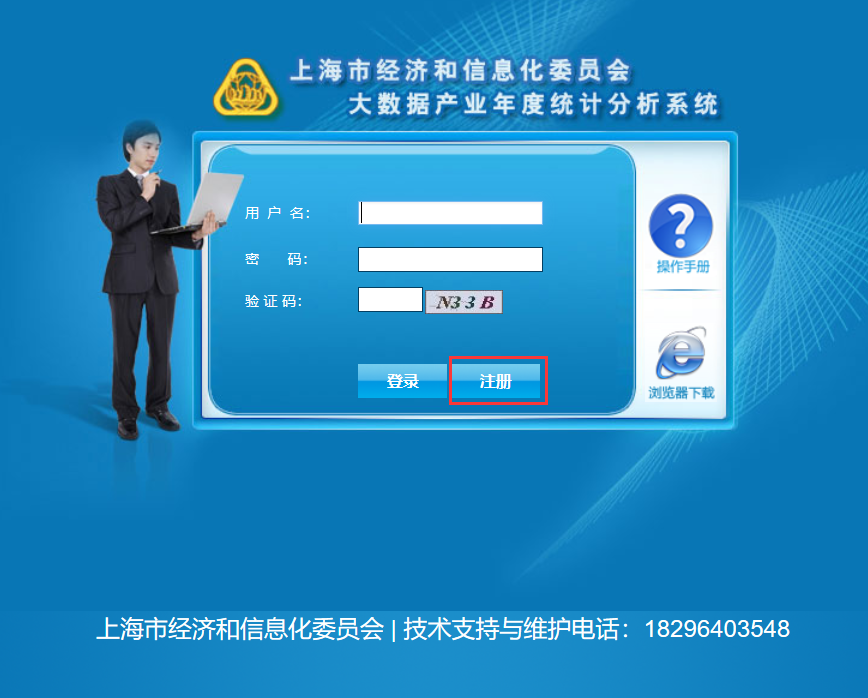 上海市经济和信息化委员会
大数据产业年度统计分析系统
用 户 名:
密 码:
验 证 码:
N33B
登录
注册
操作手册
浏览器下载
上海市经济和信息化委员会 | 技术支持与维护电话：18296403548